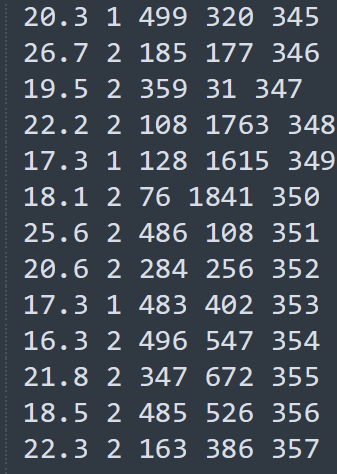 20.3 1 499 320 345
26.7 2 185 177 346
19.5 2 359 31 347
22.2 2 108 1763 348
17.3 1 128 1615 349
18.1 2 76 1841 350
25.6 2 486 108 351
20.6 2 284 256 352
17.3 1 483 402 353
16.3 2 496 547 354
21.8 2 347 672 355
18.5 2 485 526 356
22.3 2 163 386 357